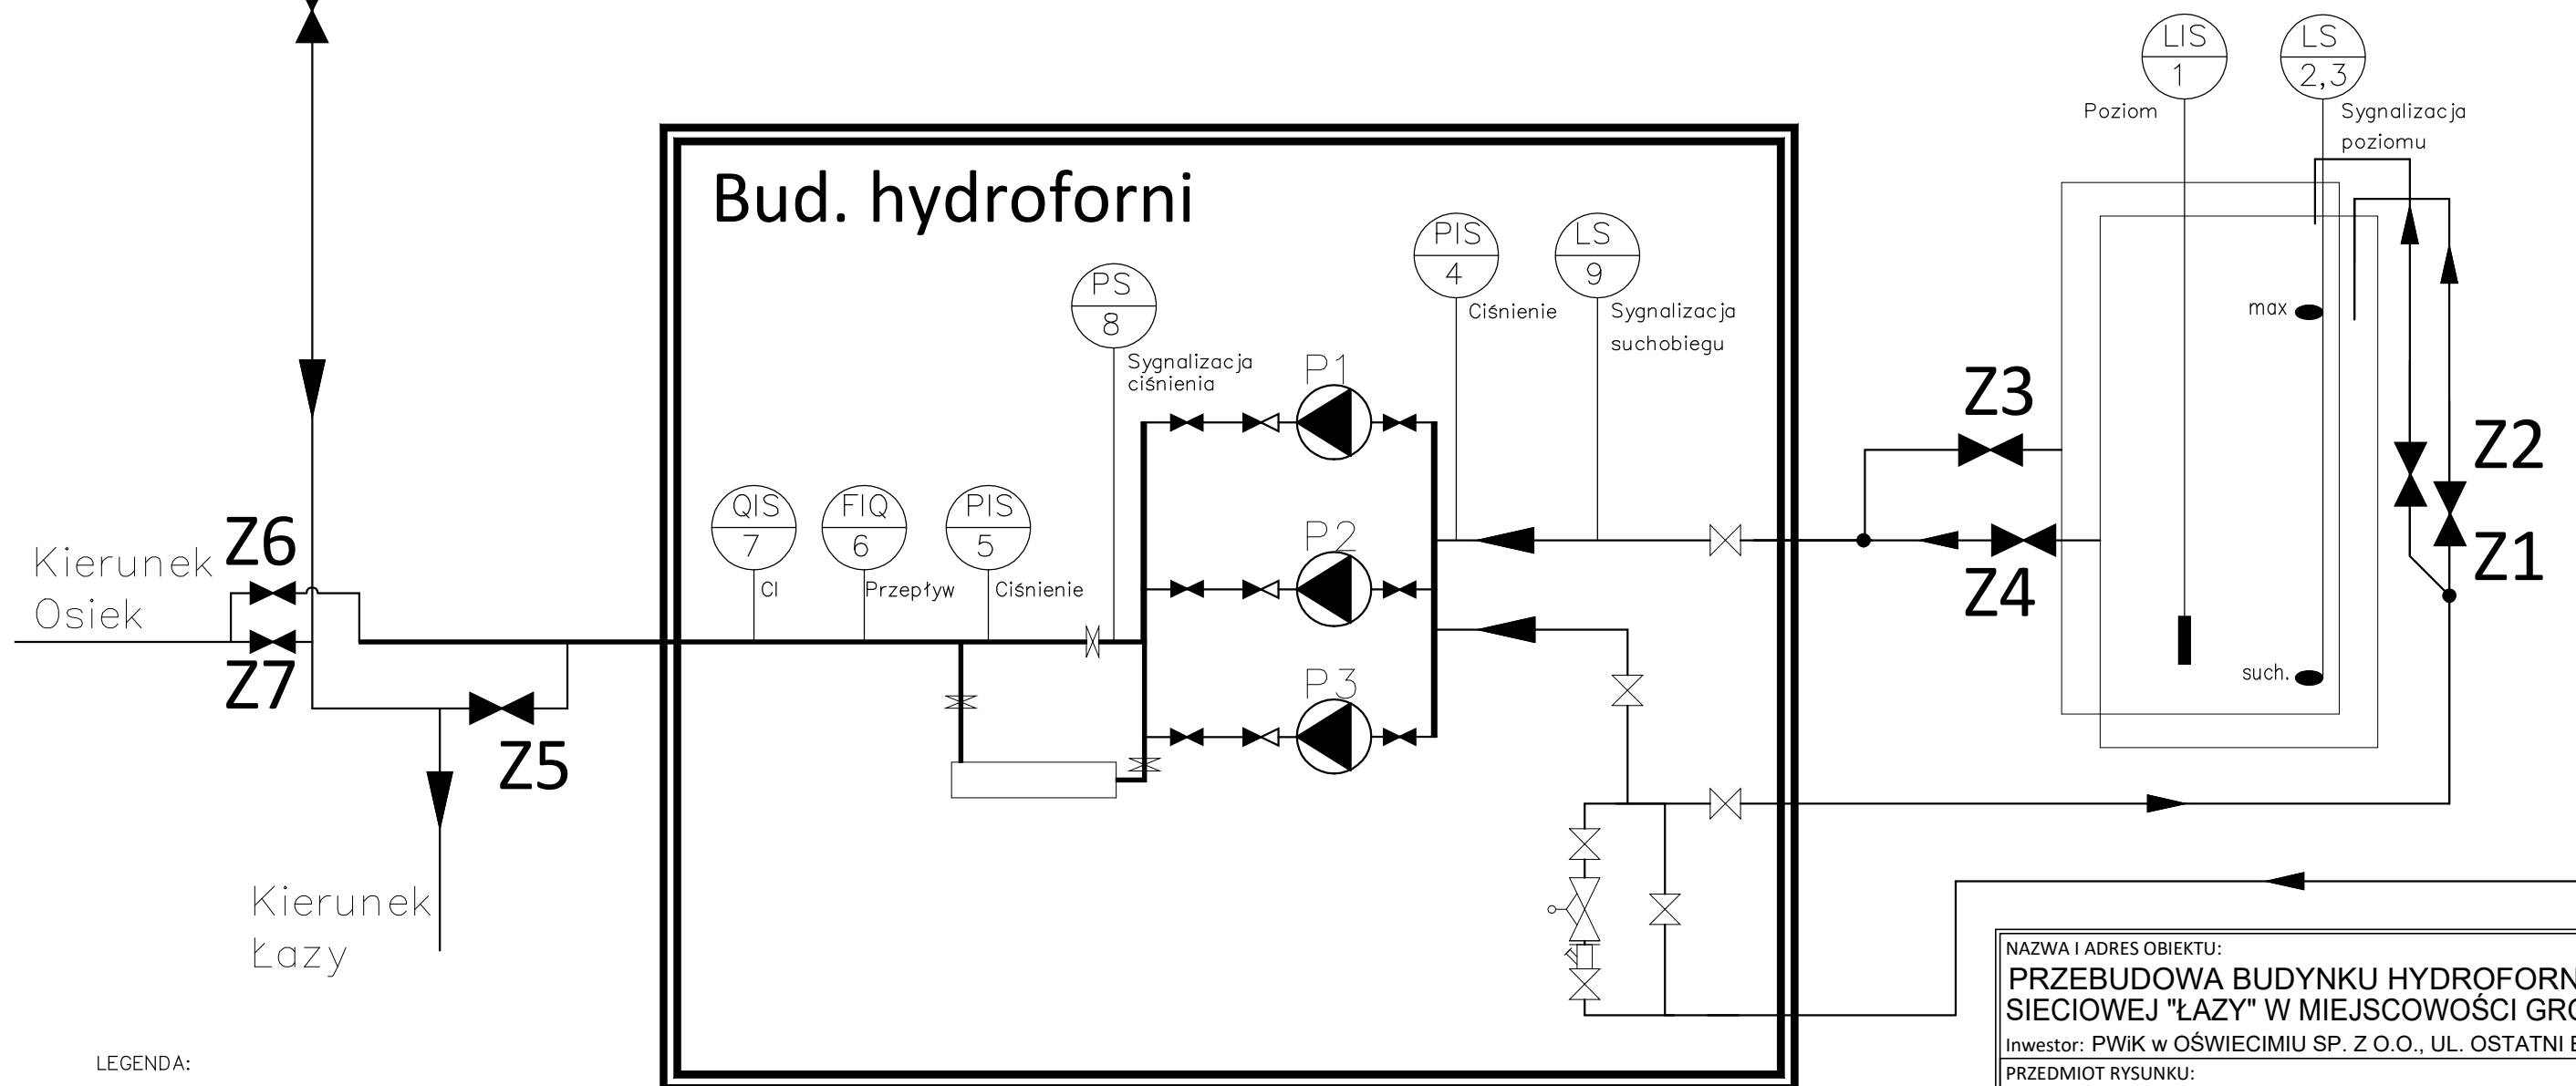 LIS
1
Poziom
LS
2,3
Sygnalizacja
poziomu
Bud. hydroforni
PIS
4
Ciśnienie
LS
9
Sygnalizacja
suchobiegu
PS
8
Sygnalizacja
ciśnienia
max
P1
Z3
Z2
QIS
7
Cl
FIQ
6
Przepływ
PIS
5
Ciśnienie
P2
Z6
Kierunek
Osiek
Z7
Z4
Z1
P3
such.
Z5
Kierunek
Łazy
NAZWA I ADRES OBIEKTU:
PRZEBUDOWA BUDYNKU HYDROFORN
SIECIOWEJ "ŁAZY" W MIEJSCOWOŚCI GRO
Inwestor: PWiK w OŚWIECIMIU SP. Z O.O., UL. OSTATNI E
PRZEDMIOT RYSUNKU:
LEGENDA: